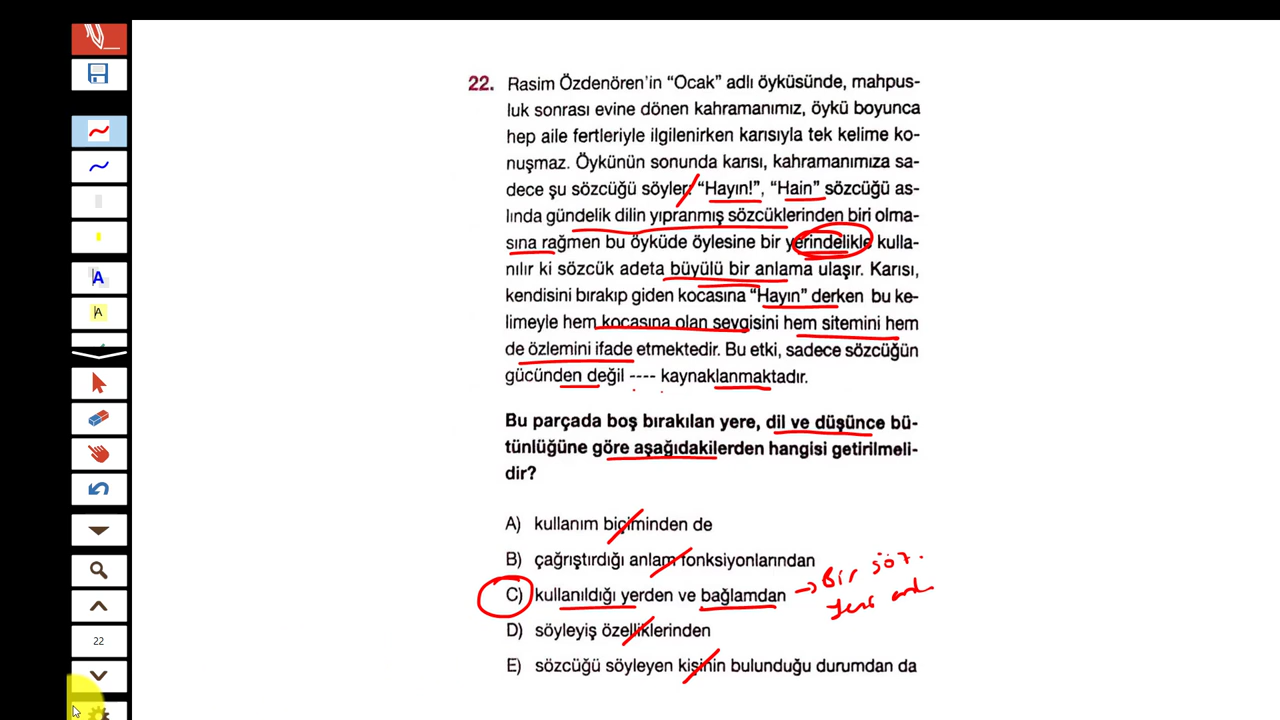 22. Rasim Özdenören'in "Ocak" adlı öyküsünde, mahpus-
luk sonrası evine dönen kahramanımız, öykü boyunca
hep aile fertleriyle ilgilenirken karısıyla tek kelime ko-
nuşmaz. Öykünün sonunda karısı, kahramanımıza sa-
dece şu sözcüğü söyler: "Hayın!", "Hain" sözcüğü as-
lında gündelik dilin yıpranmış sözcüklerinden biri olma-
sına rağmen bu öyküde öylesine bir yerindelikle kulla-
nılır ki sözcük adeta büyülü bir anlama ulaşır. Karısı,
kendisini bırakıp giden kocasına "Hayın" derken bu ke-
limeyle hem kocasına olan sevgisini hem sitemini hem
de özlemini ifade etmektedir. Bu etki, sadece sözcüğün
gücünden değil ---- kaynaklanmaktadır.
Bu parçada boş bırakılan yere, dil ve düşünce bü-
tünlüğüne göre aşağıdakilerden hangisi getirilmeli-
dir?
A) kullanım biçiminden de
B) çağrıştırdığı anlam fonksiyonlarından
C) kullanıldığı yerden ve bağlamdan → Bir söz.
D) söyleyiş özelliklerinden
E) sözcüğü söyleyen kişinin bulunduğu durumdan da
A
A
22